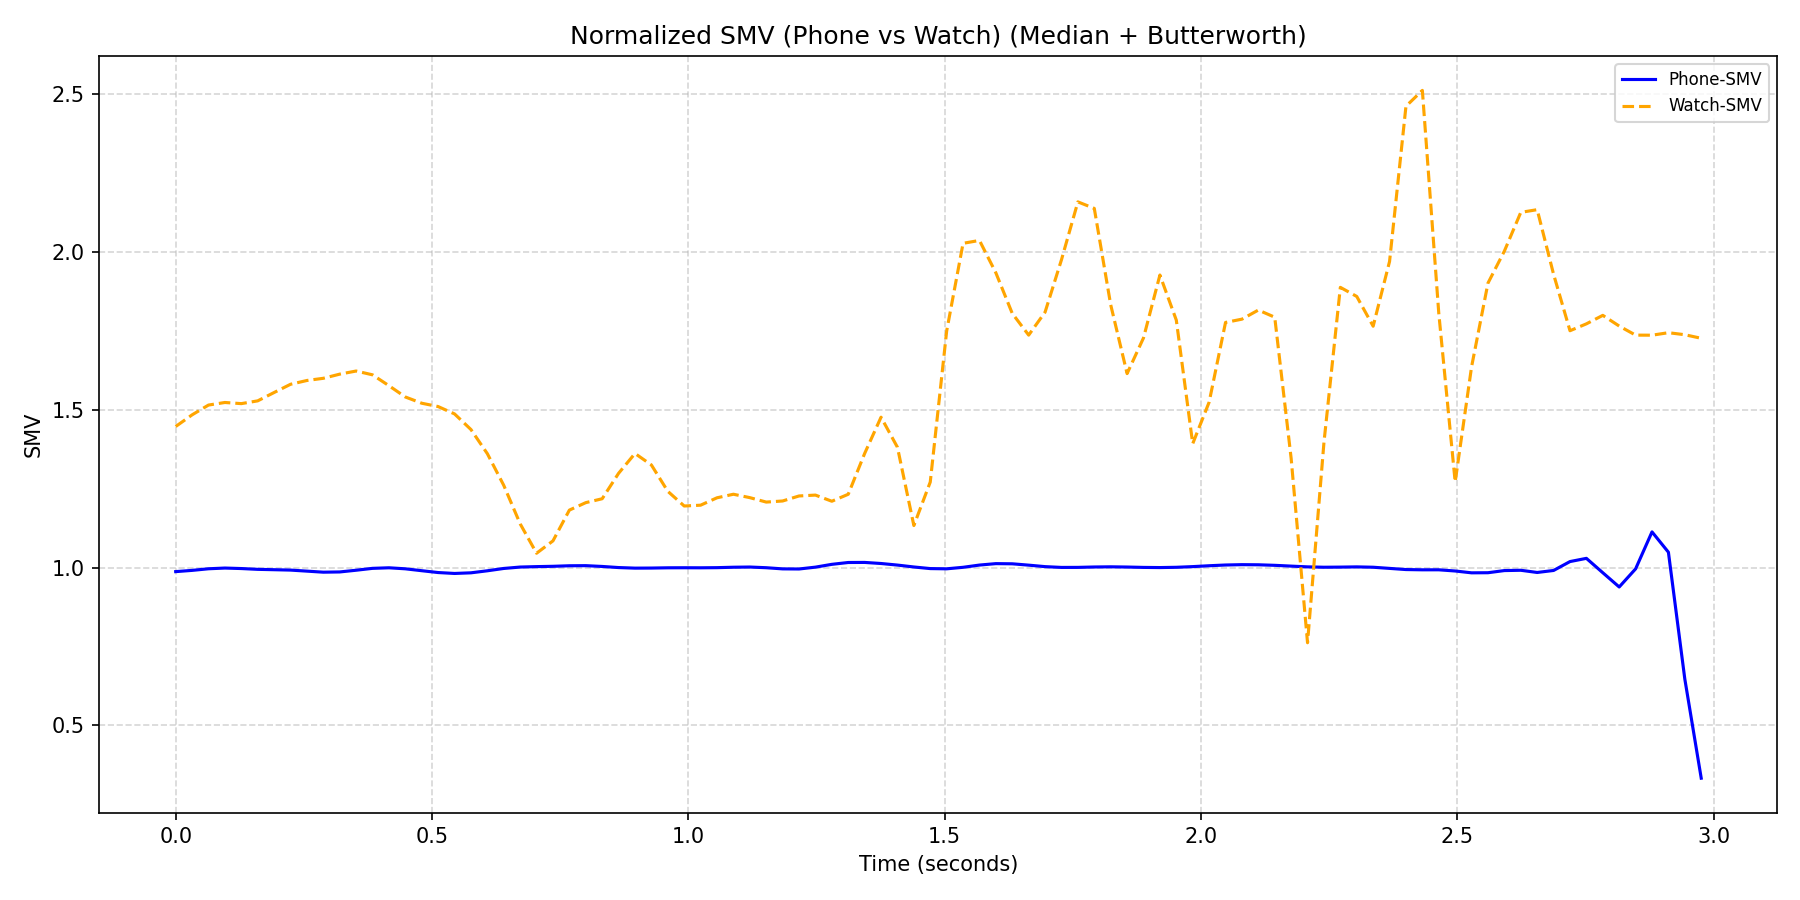 Normalized SMV (Phone vs Watch) (Median + Butterworth)
Phone-SMV
Watch-SMV
2.5
2.0
1.5
1.0
0.5
SMV
0.0 0.5 1.0 1.5 2.0 2.5 3.0
Time (seconds)